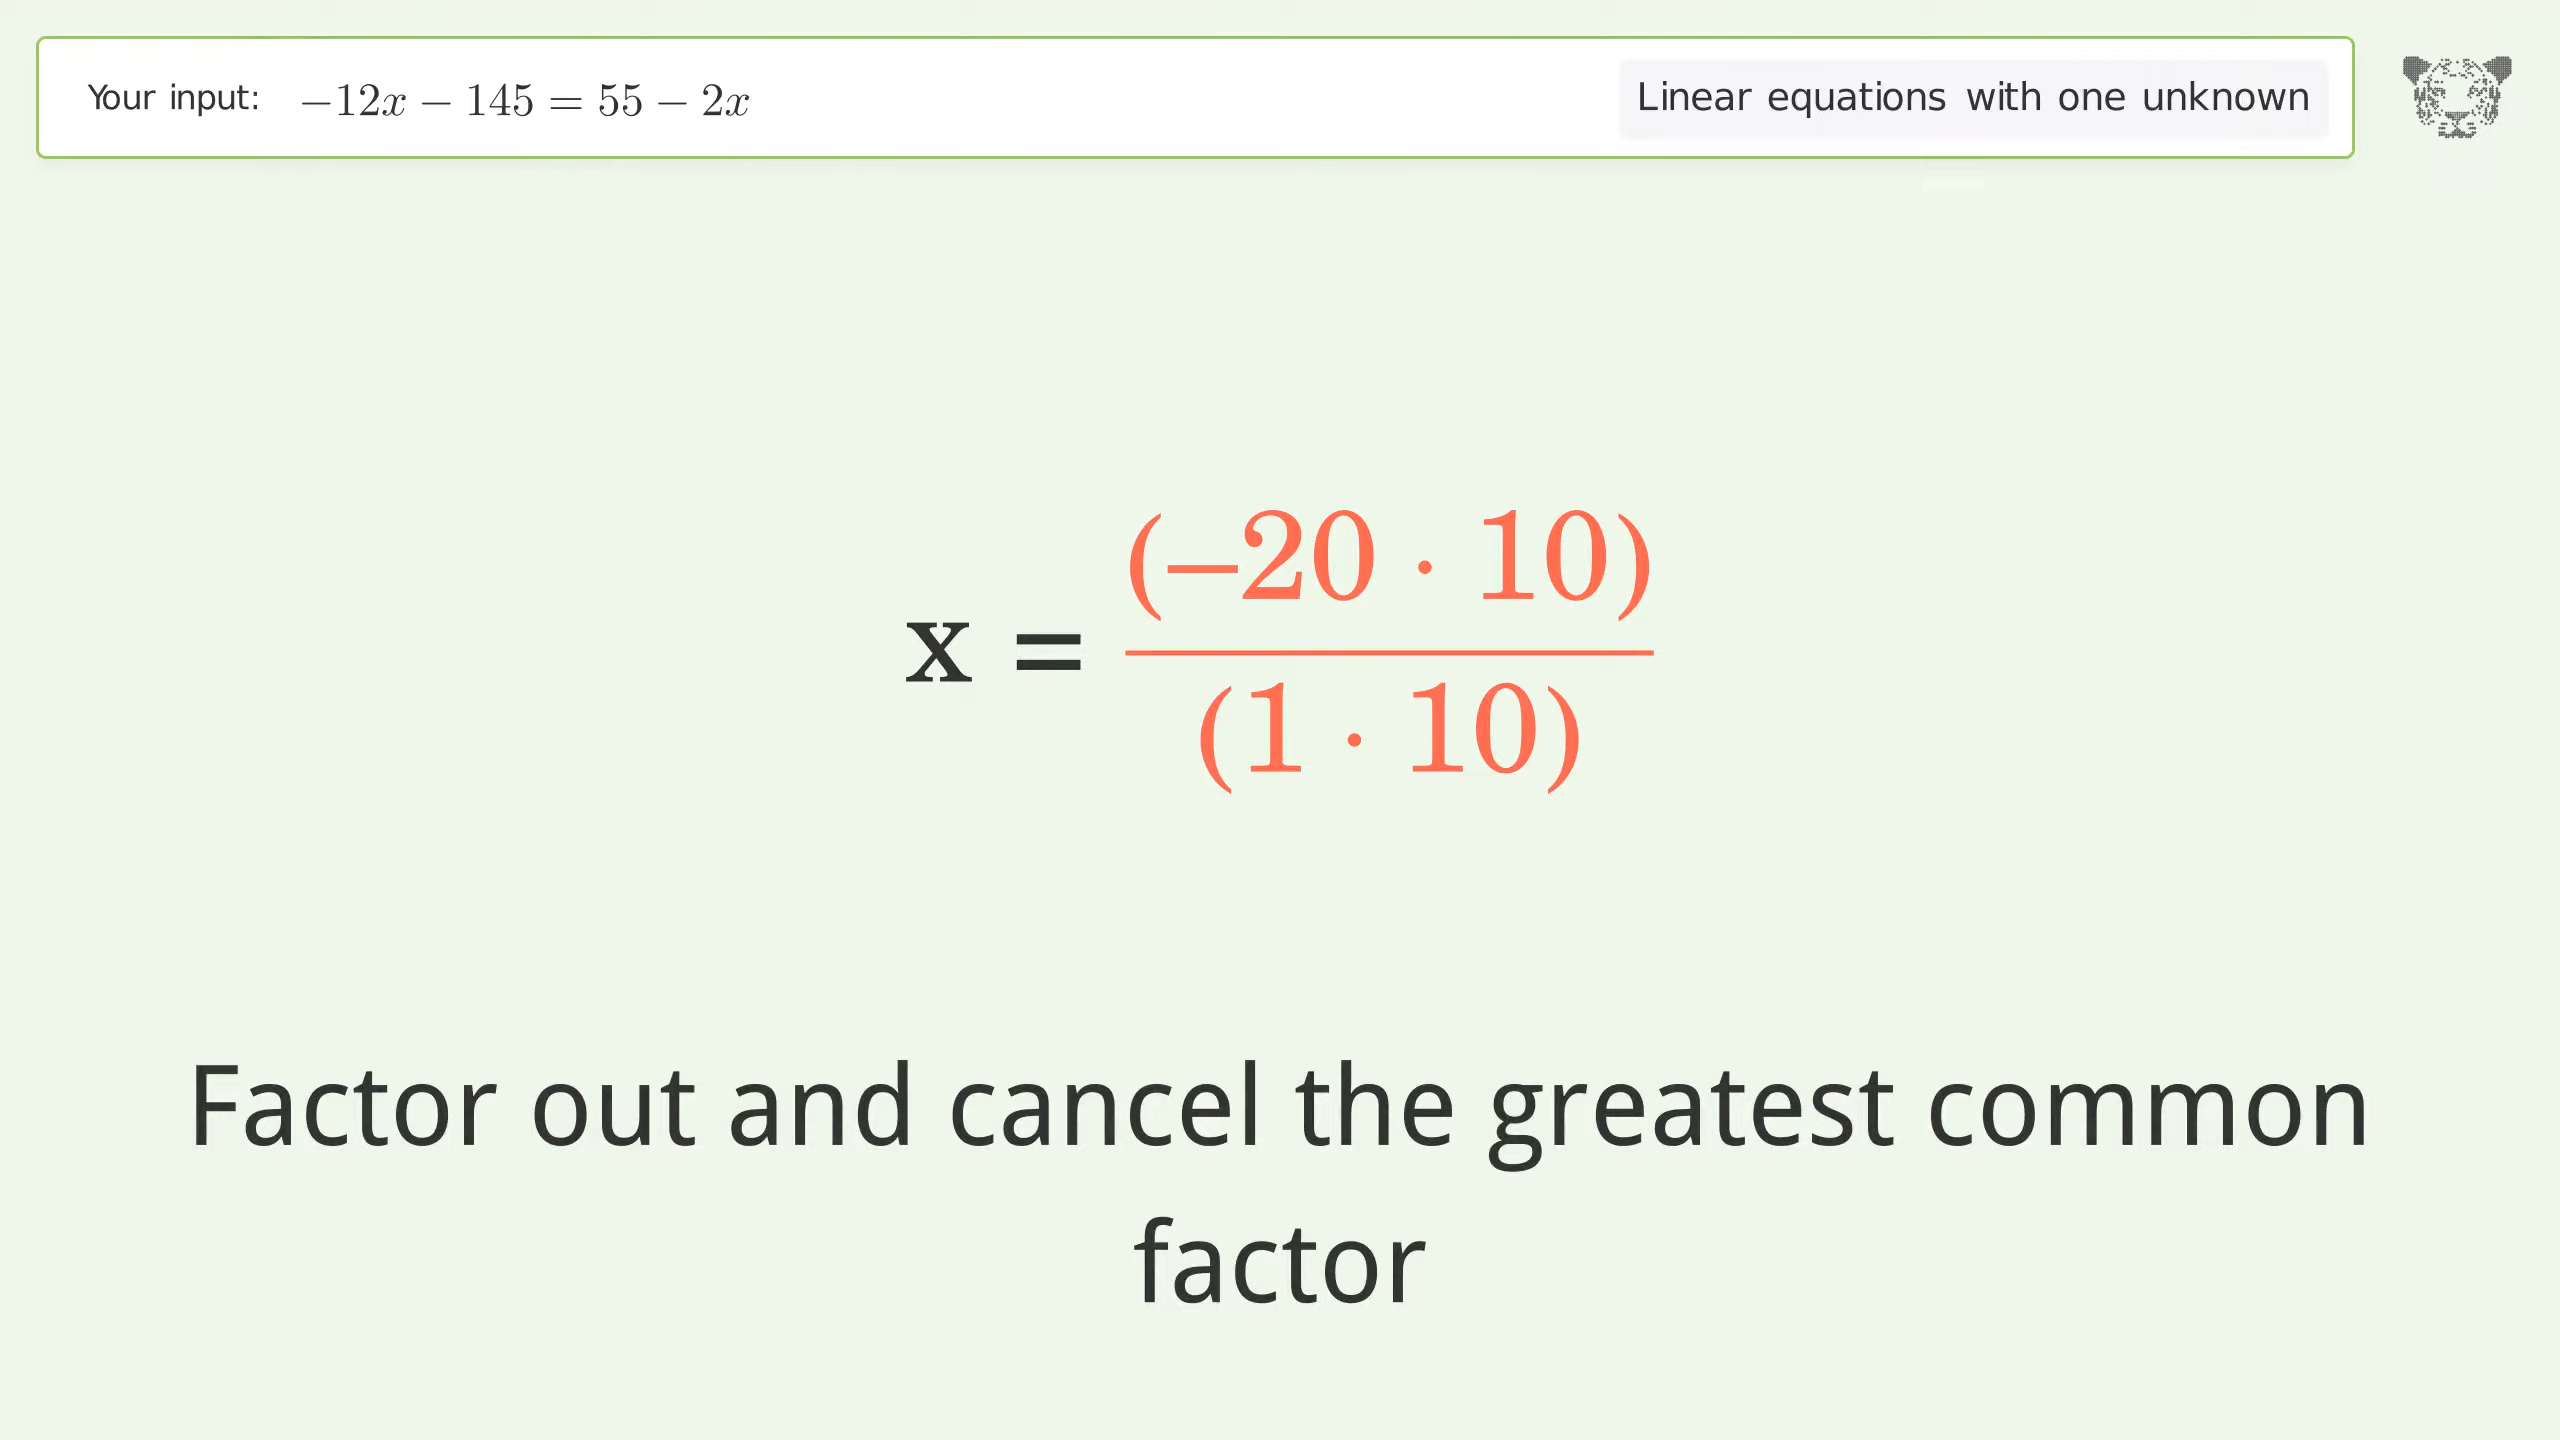 Your input: −12x − 145 = 55 − 2x
Linear equations with one unknown
x = (−20 · 10)
(1 · 10)
Factor out and cancel the greatest common
factor